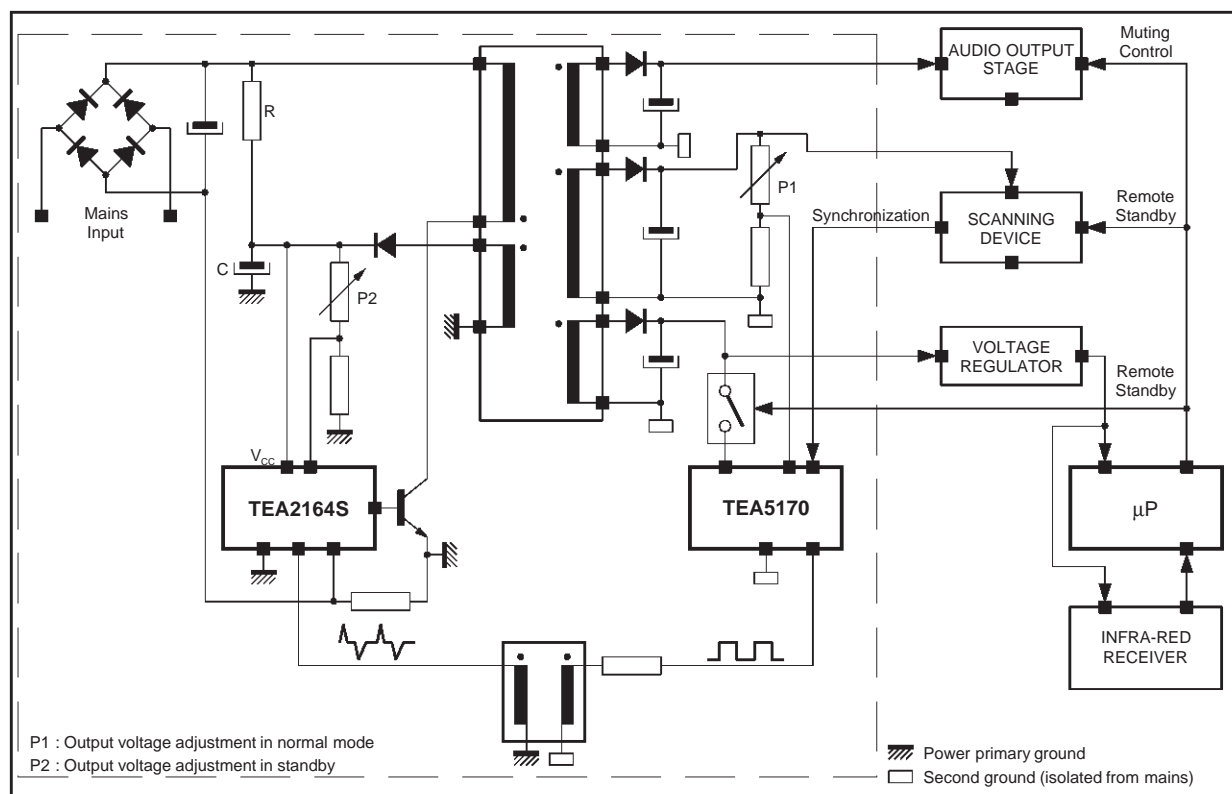 AUDIO OUTPUT
STAGE
Muting
Control
R
P1
Mains
Input
Synchronization
SCANNING
DEVICE
Remote
Standby
C
P2
VOLTAGE
REGULATOR
Remote
Standby
VCC
TEA2164S
TEA5170
μP
INFRA-RED
RECEIVER
P1 : Output voltage adjustment in normal mode
P2 : Output voltage adjustment in standby
Power primary ground
Second ground (isolated from mains)